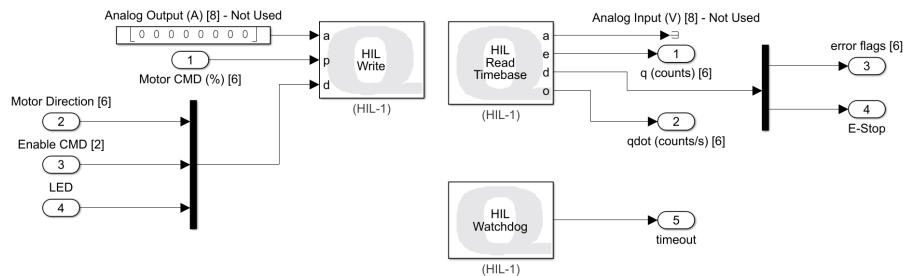 Analog Output (A) [8] - Not Used
[ 0 0 0 0 0 0 0 0 ]
a
p
d
HIL
Write
(HIL-1)
1
Motor CMD (%) [6]
Motor Direction [6]
2
Enable CMD [2]
3
LED
4
Analog Input (V) [8] - Not Used
HIL
Read
Timebase
a
e
d
o
(HIL-1)
1
q (counts) [6]
2
qdot (counts/s) [6]
error flags [6]
3
4
E-Stop
HIL
Watchdog
(HIL-1)
5
timeout